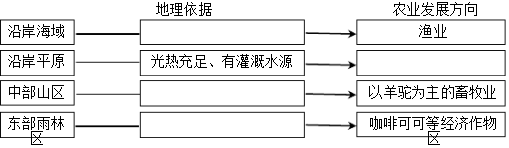 地理依据 农业发展方向
沿岸海域 渔业
沿岸平原 光热充足、有灌溉水源
中部山区 以羊驼为主的畜牧业
东部雨林区 咖啡可可等经济作物区